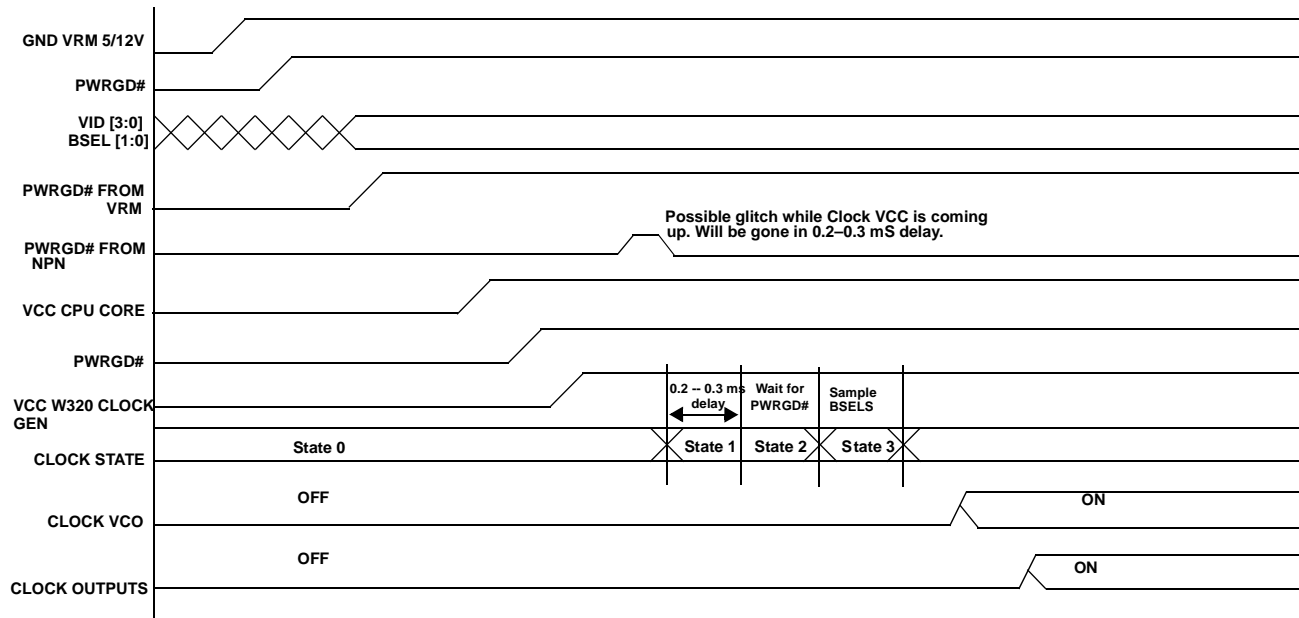 GND VRM 5/12V
PWRGD#
VID [3:0]
BSEL [1:0]
PWRGD# FROM
VRM
Possible glitch while Clock VCC is coming
up. Will be gone in 0.2–0.3 mS delay.
PWRGD# FROM
NPN
VCC CPU CORE
PWRGD#
0.2 -- 0.3 ms
delay
Wait for
PWRGD#
Sample
BSELS
VCC W320 CLOCK
GEN
State 0
State 1
State 2
State 3
CLOCK STATE
OFF
ON
CLOCK VCO
OFF
ON
CLOCK OUTPUTS